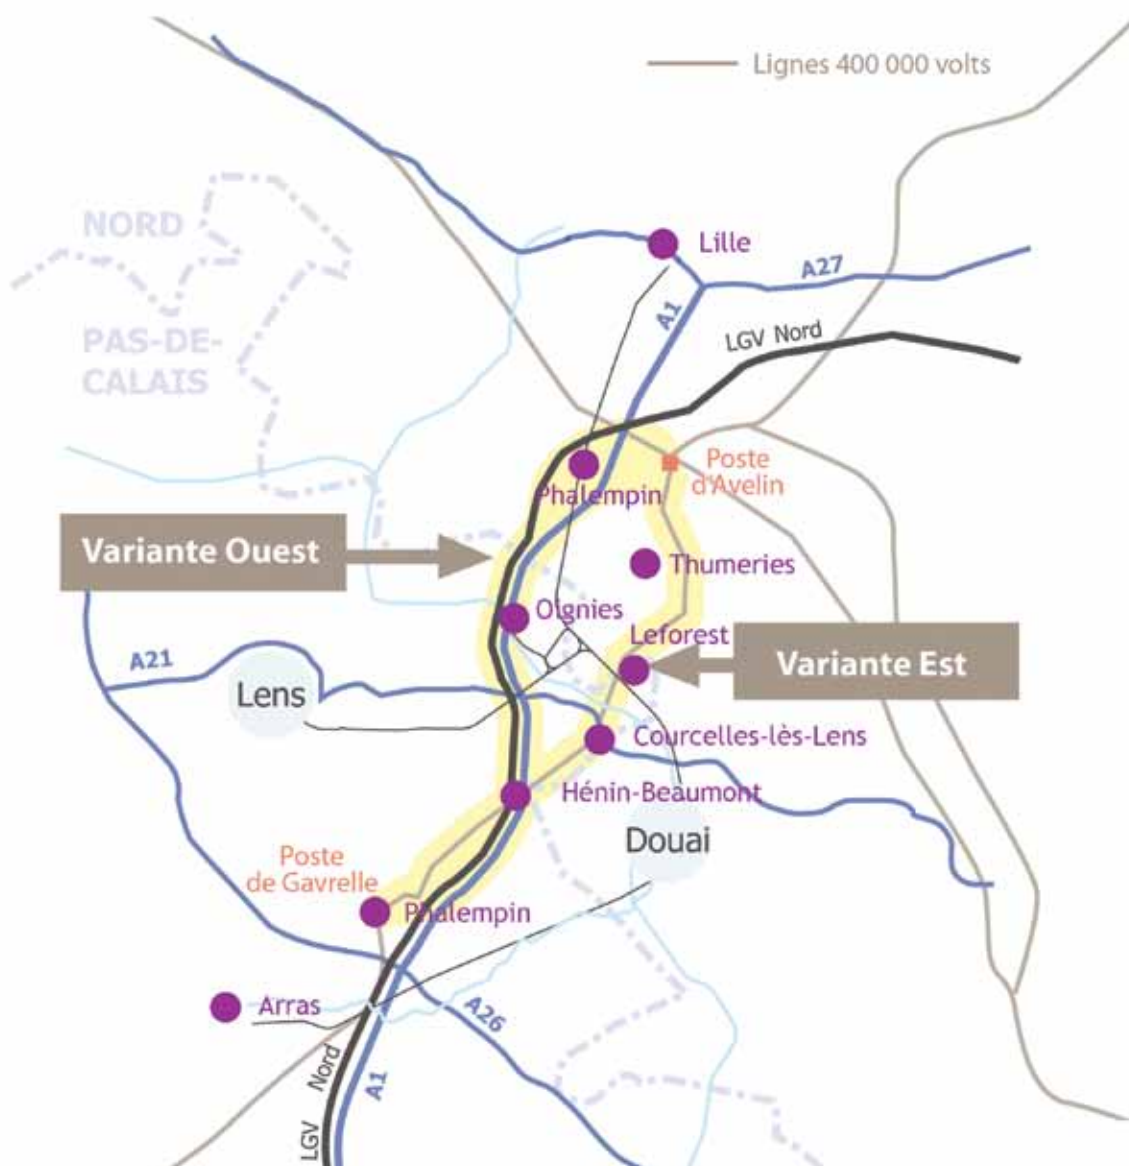 Lignes 400 000 volts
NORD
Lille
A27
A1
PAS-DE-
CALAIS
LGV Nord
Poste
d'Avelin
Phalempin
Variante Ouest
Thumeries
Oignies
Leforest
A21
Variante Est
Lens
Courcelles-lès-Lens
Hénin-Beaumont
Douai
Poste
de Gavrelle
Phalempin
Arras
A26
Nord
A1
LGV